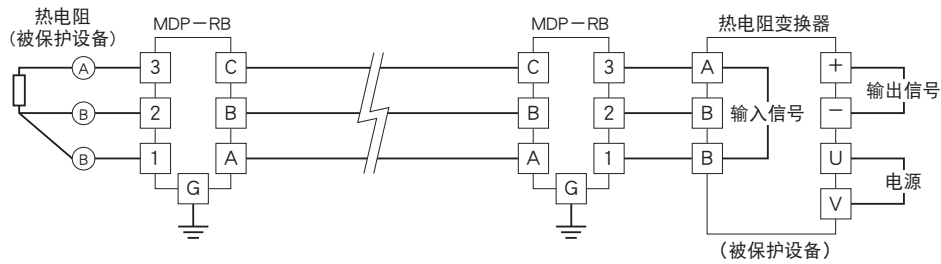 热电阻
(被保护设备)
MDP-RB
MDP-RB
热电阻变换器
A 3 C C 3 A +
输出信号
B 2 B B 2 B 输入信号 −
B 1 A A 1 B U
电源
G G V
(被保护设备)